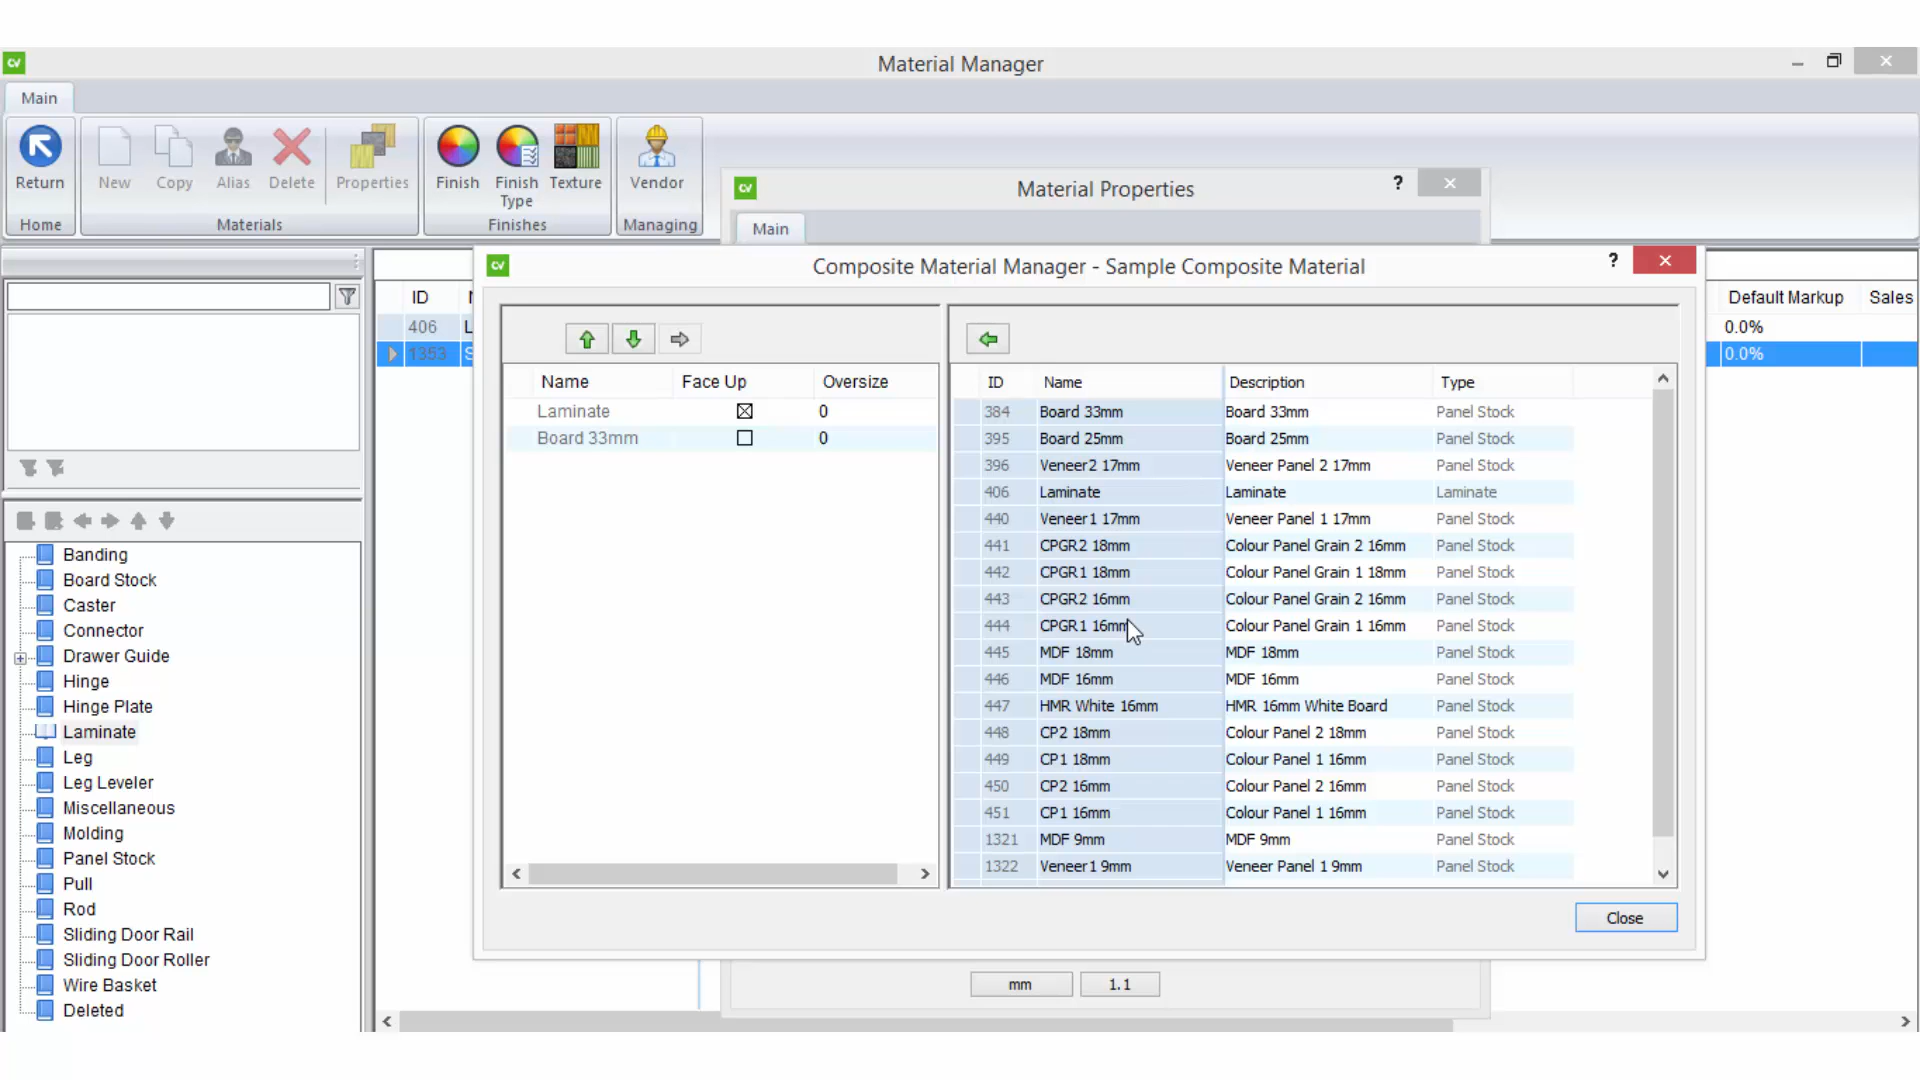 cv
Material Manager
Main
Return
New
Copy
Alias
Delete
Properties
Finish
Finish
Type
Texture
Vendor
Home
Materials
Finishes
Managing
cv
Material Properties
?
Main
cv
Composite Material Manager - Sample Composite Material
?
ID
Default Markup
Sales
406 L
0.0%
1353 S
0.0%
Name Face Up Oversize
Laminate 0
Board 33mm 0
ID Name Description Type
384 Board 33mm Board 33mm Panel Stock
395 Board 25mm Board 25mm Panel Stock
396 Veneer2 17mm Veneer Panel 2 17mm Panel Stock
406 Laminate Laminate Laminate
440 Veneer1 17mm Veneer Panel 1 17mm Panel Stock
441 CPGR2 18mm Colour Panel Grain 2 16mm Panel Stock
442 CPGR1 18mm Colour Panel Grain 1 18mm Panel Stock
443 CPGR2 16mm Colour Panel Grain 2 16mm Panel Stock
444 CPGR1 16mm Colour Panel Grain 1 16mm Panel Stock
445 MDF 18mm MDF 18mm Panel Stock
446 MDF 16mm MDF 16mm Panel Stock
447 HMR White 16mm HMR 16mm White Board Panel Stock
448 CP2 18mm Colour Panel 2 18mm Panel Stock
449 CP1 18mm Colour Panel 1 16mm Panel Stock
450 CP2 16mm Colour Panel 2 16mm Panel Stock
451 CP1 16mm Colour Panel 1 16mm Panel Stock
1321 MDF 9mm MDF 9mm Panel Stock
1322 Veneer1 9mm Veneer Panel 1 9mm Panel Stock
Close
mm
1.1
Banding
Board Stock
Caster
Connector
Drawer Guide
Hinge
Hinge Plate
Laminate
Leg
Leg Leveler
Miscellaneous
Molding
Panel Stock
Pull
Rod
Sliding Door Rail
Sliding Door Roller
Wire Basket
Deleted